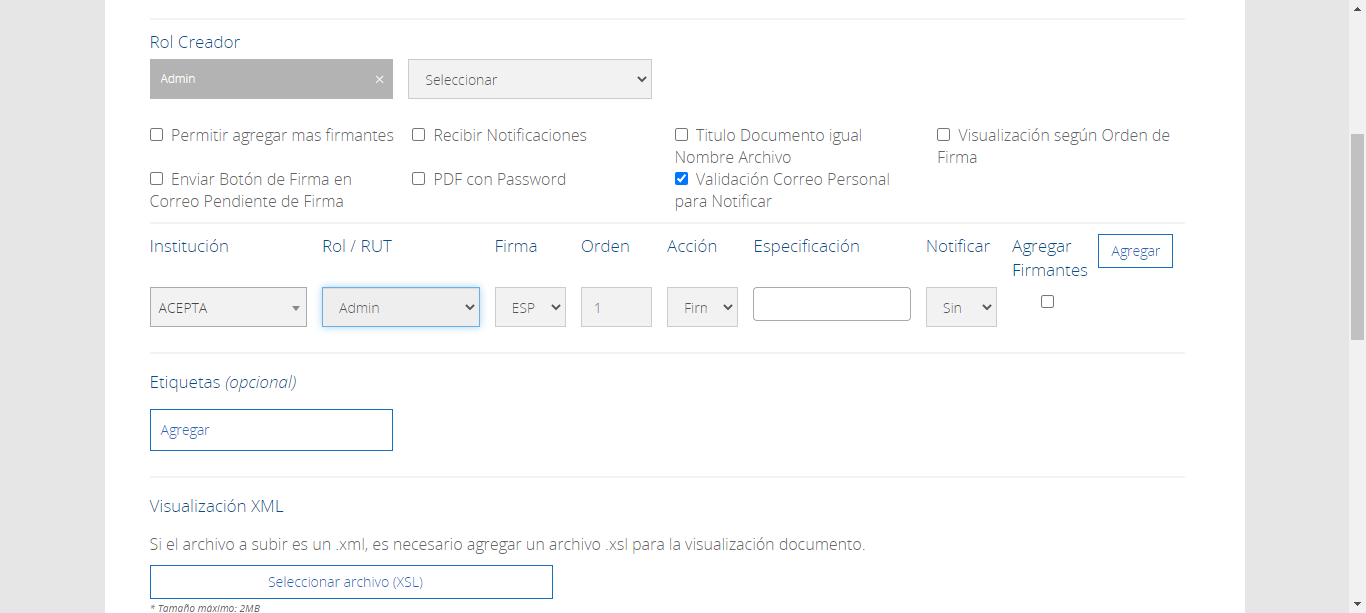 Rol Creador
Admin ×
Seleccionar
Permitir agregar mas firmantes
Recibir Notificaciones
Titulo Documento igual
Nombre Archivo
Visualización según Orden de
Firma
Enviar Botón de Firma en
Correo Pendiente de Firma
PDF con Password
Validación Correo Personal
para Notificar
Institución
Rol / RUT
Firma
Orden
Acción
Especificación
Notificar
Agregar
Firmantes
Agregar
ACEPTA
Admin
ESP
1
Firn
Sin
Etiquetas (opcional)
Agregar
Visualización XML
Si el archivo a subir es un .xml, es necesario agregar un archivo .xsl para la visualización documento.
Seleccionar archivo (XSL)
* Tamaño máximo: 2MB